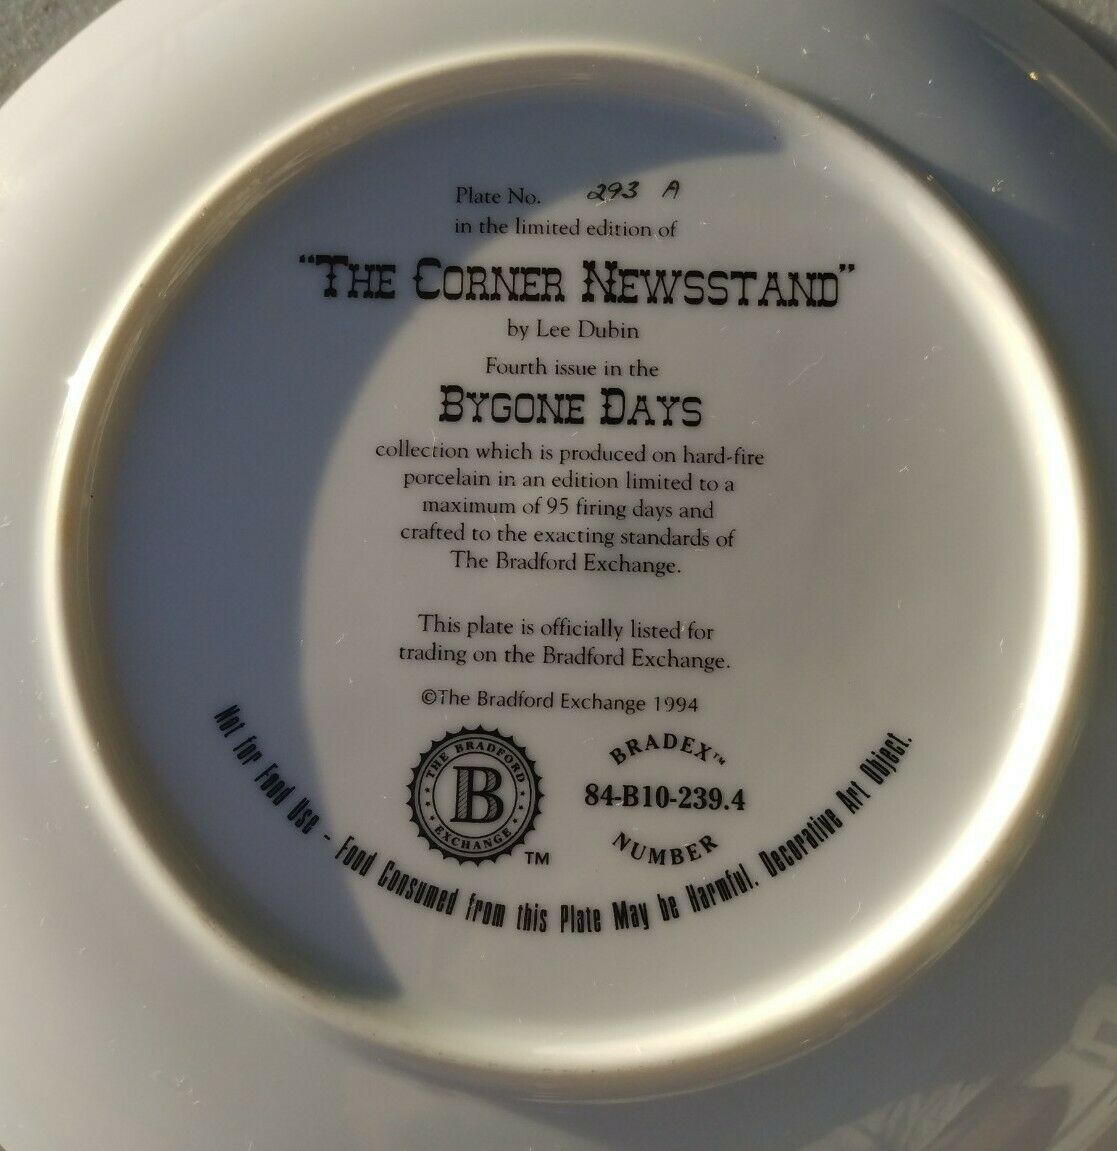 Plate No. 293 A
in the limited edition of
"THE CORNER NEWSSTAND"
by Lee Dubin
Fourth issue in the
BYGONE DAYS
collection which is produced on hard-fire
porcelain in an edition limited to a
maximum of 95 firing days and
crafted to the exacting standards of
The Bradford Exchange.
This plate is officially listed for
trading on the Bradford Exchange.
©The Bradford Exchange 1994
THE BRADFORD
B
EXCHANGE
TM
BRADEX™
84-B10-239.4
NUMBER
Not for Food Use - Food Consumed from this Plate May be Harmful. Decorative Art Object.